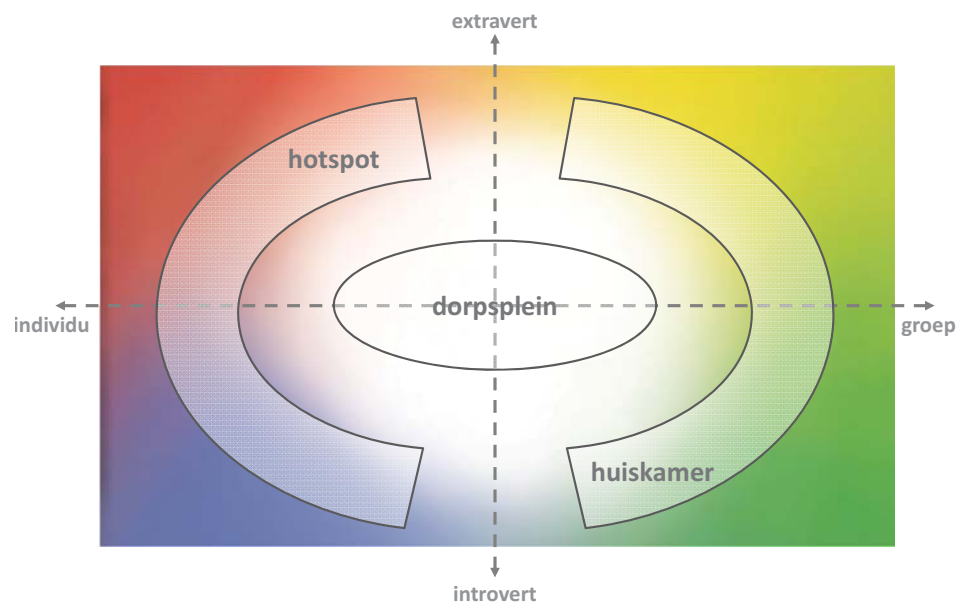 extravert
hotspot
dorpsplein
individu
groep
huiskamer
introvert